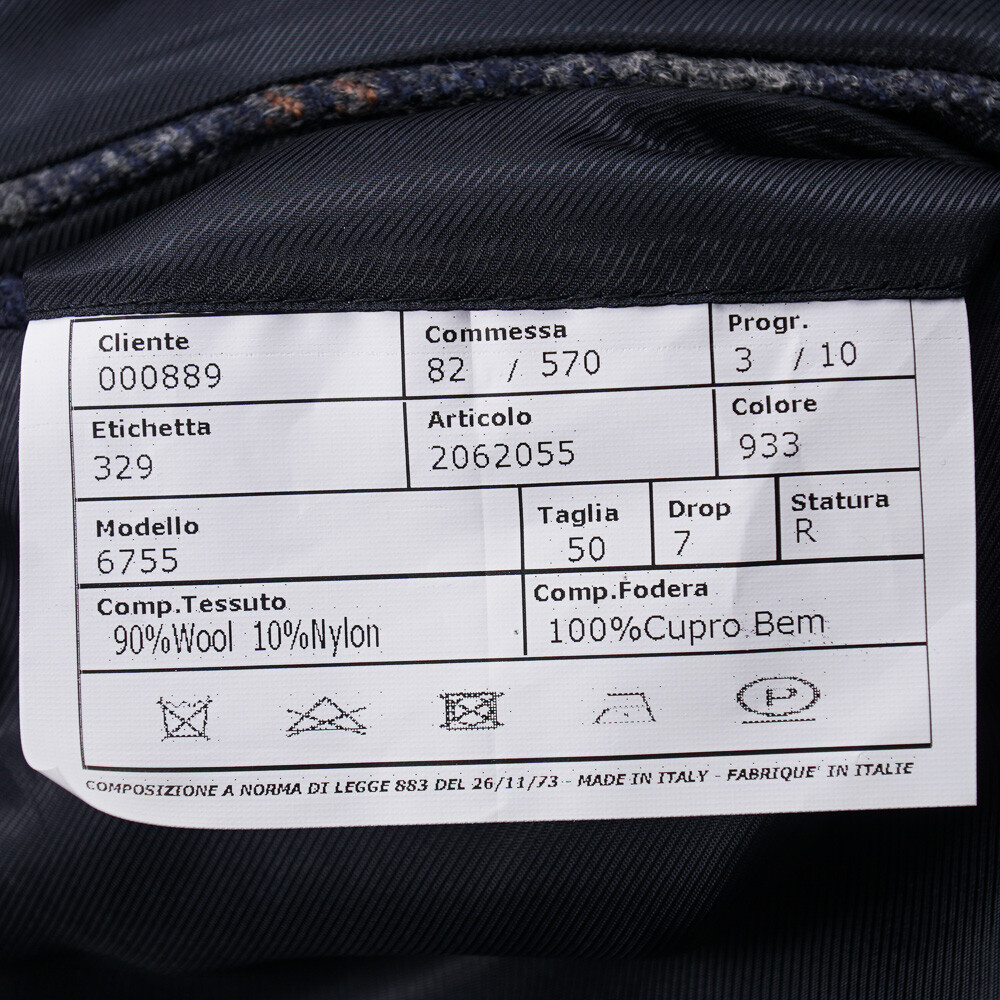 Cliente Commessa Progr.
000889 82 / 570 3 / 10
Etichetta Articolo Colore
329 2062055 933
Modello Taglia Drop Statura
6755 50 7 R
Comp.Tessuto Comp.Fodera
90%Wool 10%Nylon 100%Cupro Bem
P
COMPOSIZIONE A NORMA DI LEGGE 883 DEL 26/11/73 - MADE IN ITALY - FABRIQUE' IN ITALIE